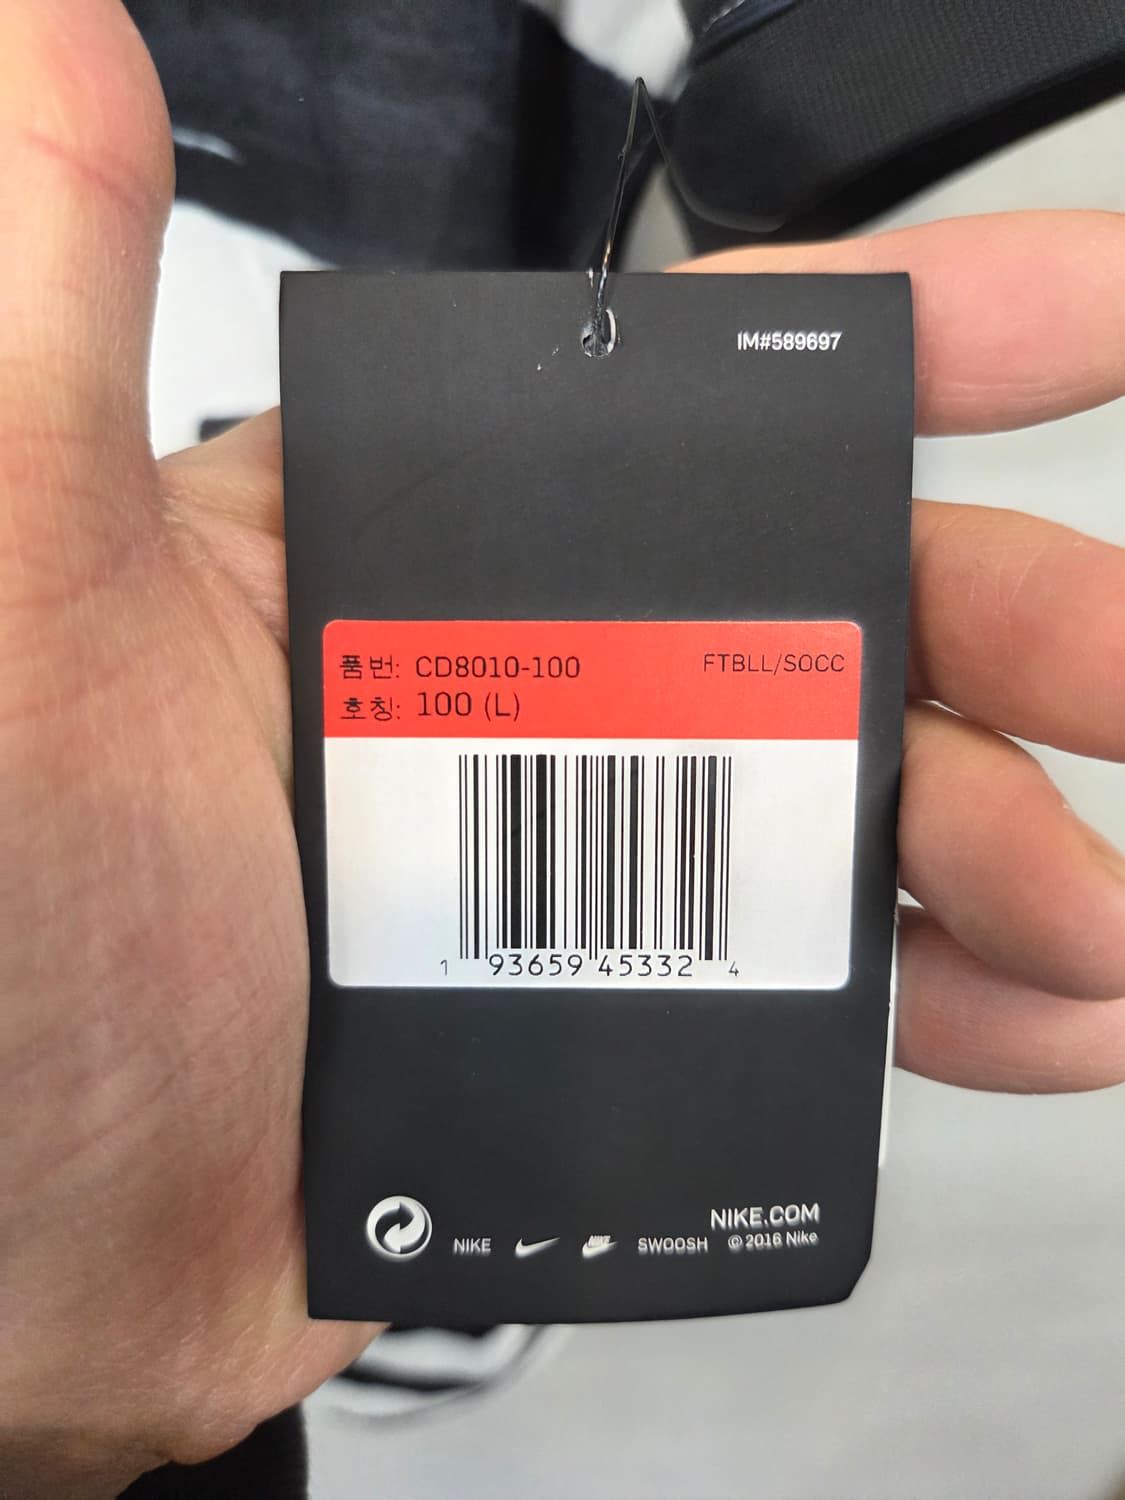 IM#589697
품번: CD8010-100 FTBLL/SOCC
호칭: 100 (L)
1 93659 45332 4
NIKE.COM
NIKE NIKE SWOOSH © 2016 Nike